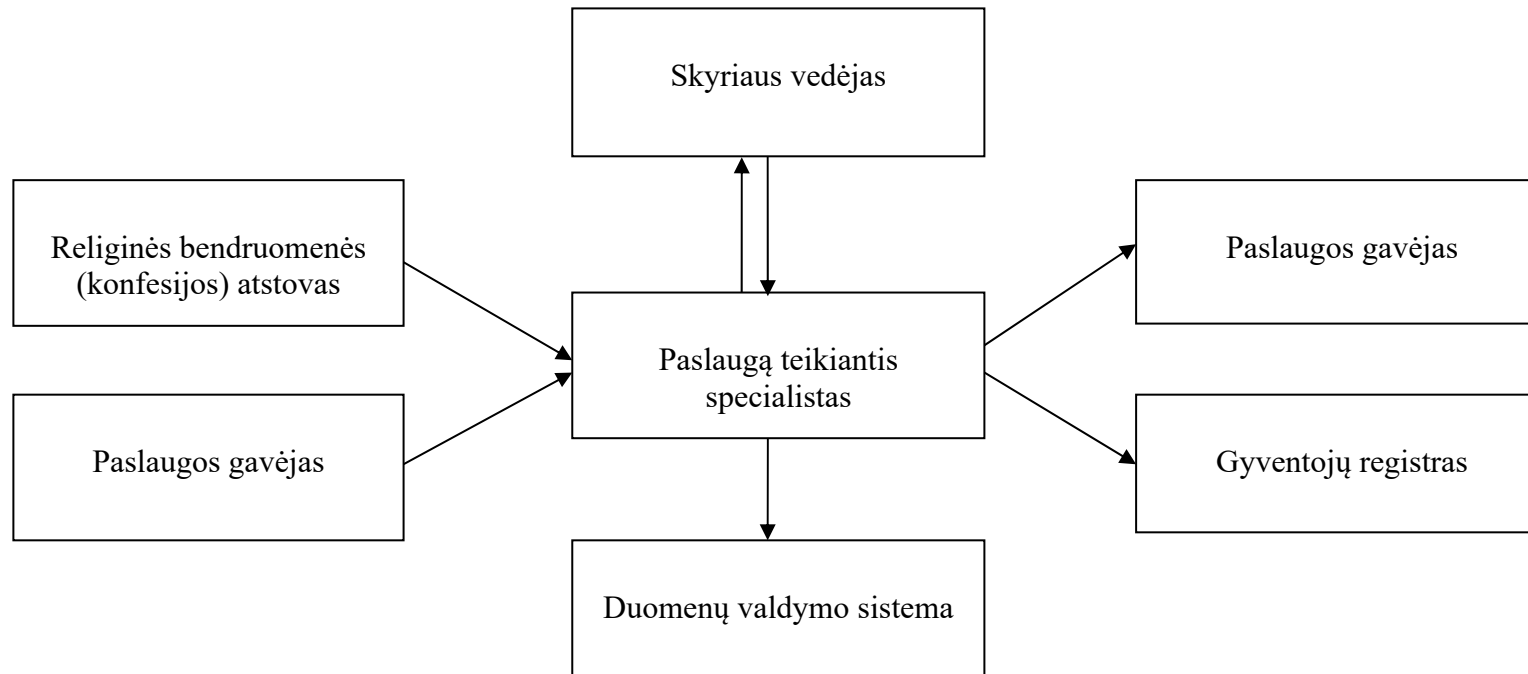 Skyriaus vedėjas
Religinės bendruomenės
(konfesijos) atstovas
Paslaugos gavėjas
Paslaugą teikiantis
specialistas
Paslaugos gavėjas
Gyventojų registras
Duomenų valdymo sistema